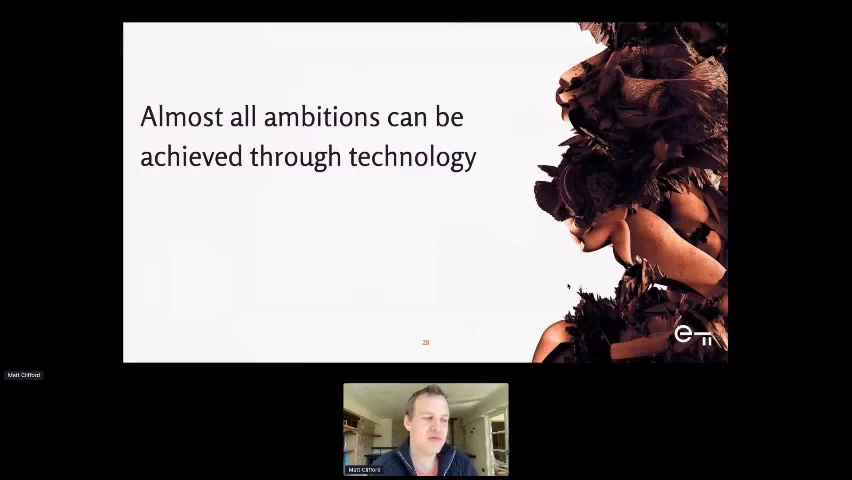 Almost all ambitions can be
achieved through technology
28
Matt Clifford
Matt Clifford